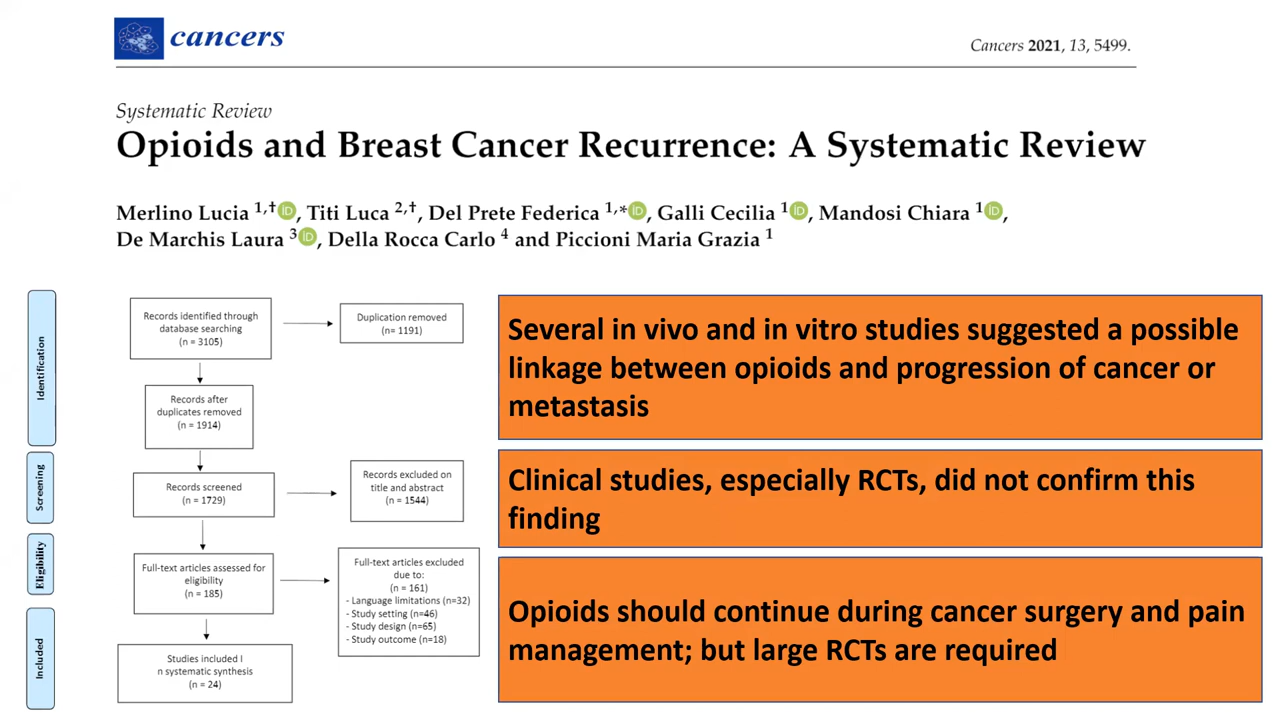 cancers
Cancers 2021, 13, 5499.
Systematic Review
Opioids and Breast Cancer Recurrence: A Systematic Review
Merlino Lucia 1,† iD, Titi Luca 2,†, Del Prete Federica 1,* iD, Galli Cecilia 1 iD, Mandosi Chiara 1 iD,
De Marchis Laura 3 iD, Della Rocca Carlo 4 and Piccioni Maria Grazia 1
Identification
Records identified through
database searching
(n = 3105)
Duplication removed
(n= 1191)
Records after
duplicates removed
(n = 1914)
Screening
Records screened
(n = 1729)
Records excluded on
title and abstract
(n = 1544)
Eligibility
Full-text articles assessed for
eligibility
(n = 185)
Full-text articles excluded
due to:
(n = 161)
- Language limitations (n=32)
- Study setting (n=46)
- Study design (n=65)
- Study outcome (n=18)
Included
Studies included I
n systematic synthesis
(n = 24)
Several in vivo and in vitro studies suggested a possible
linkage between opioids and progression of cancer or
metastasis
Clinical studies, especially RCTs, did not confirm this
finding
Opioids should continue during cancer surgery and pain
management; but large RCTs are required